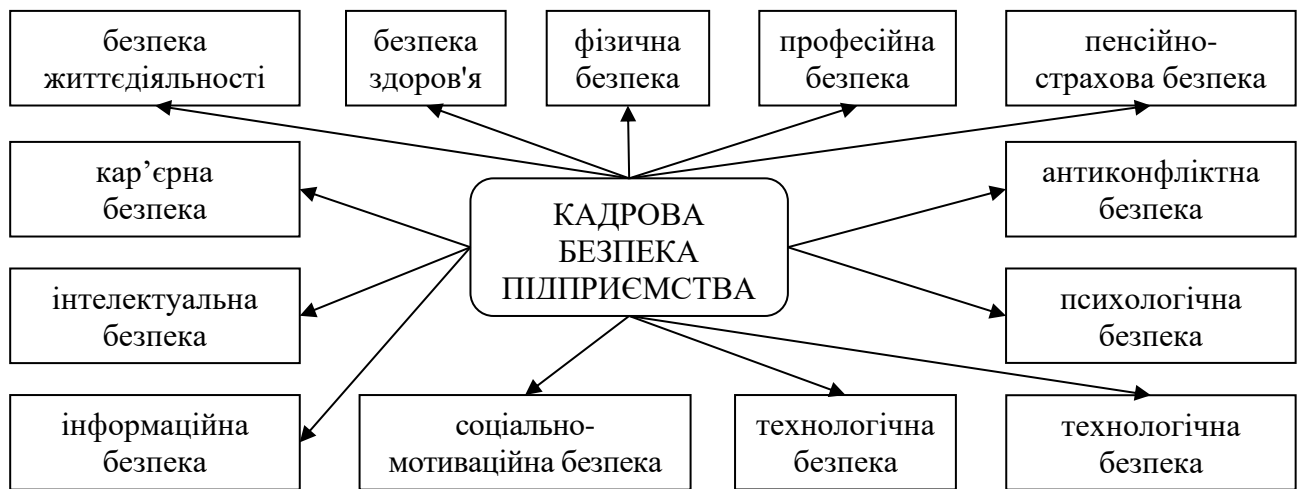 безпека
життєдіяльності
безпека
здоров'я
фізична
безпека
професійна
безпека
пенсійно-
страхова безпека
кар’єрна
безпека
КАДРОВА
БЕЗПЕКА
ПІДПРИЄМСТВА
антиконфліктна
безпека
інтелектуальна
безпека
психологічна
безпека
інформаційна
безпека
соціально-
мотиваційна безпека
технологічна
безпека
технологічна
безпека